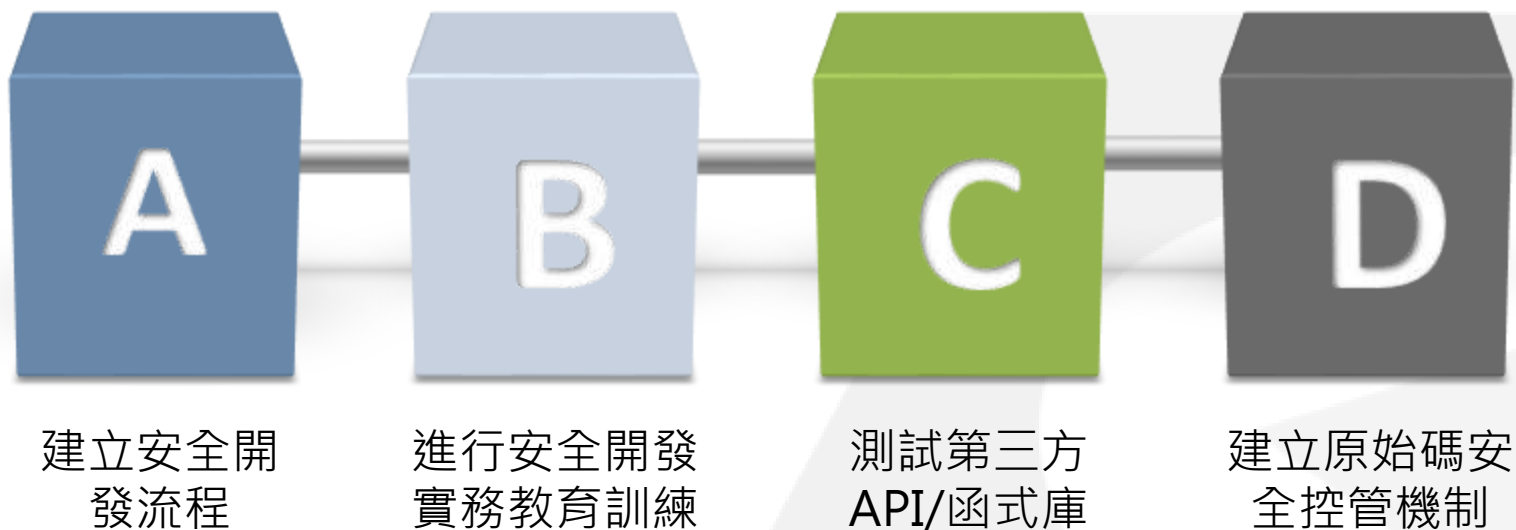 A
B
C
D
建立安全開
發流程
進行安全開發
實務教育訓練
測試第三方
API/函式庫
建立原始碼安
全控管機制